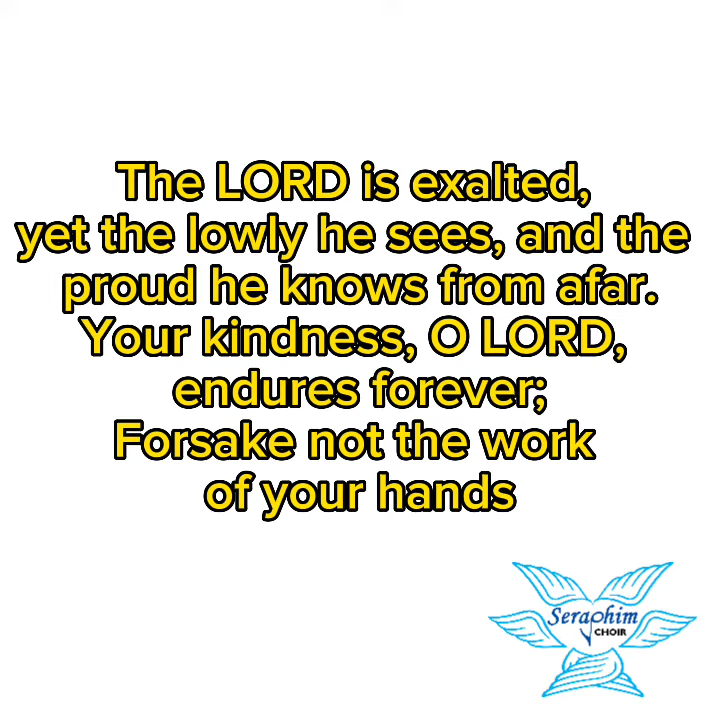 The LORD is exalted,
yet the lowly he sees, and the
proud he knows from afar.
Your kindness, O LORD,
endures forever;
Forsake not the work
of your hands
Seraphim
CHOIR